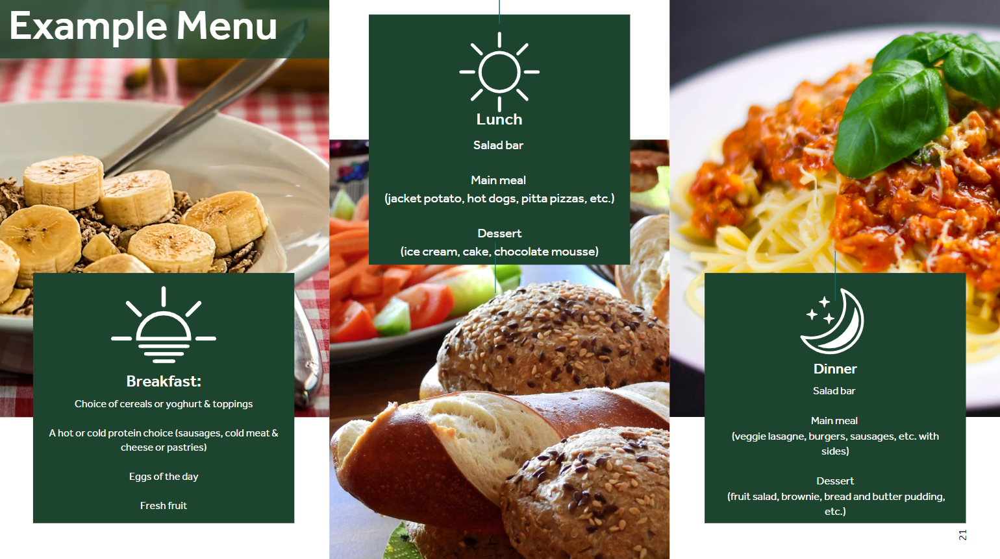 Example Menu
Breakfast:
Choice of cereals or yoghurt & toppings
A hot or cold protein choice (sausages, cold meat &
cheese or pastries)
Eggs of the day
Fresh fruit
Lunch
Salad bar
Main meal
(jacket potato, hot dogs, pitta pizzas, etc.)
Dessert
(ice cream, cake, chocolate mousse)
Dinner
Salad bar
Main meal
(veggie lasagne, burgers, sausages, etc. with
sides)
Dessert
(fruit salad, brownie, bread and butter pudding,
etc.)
21